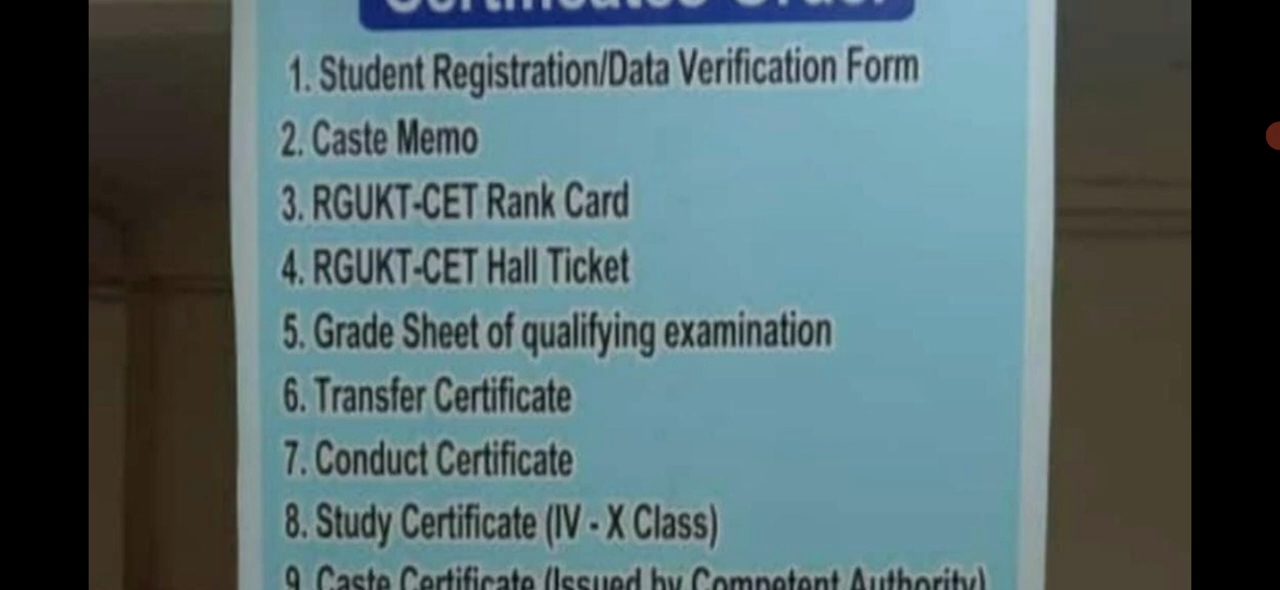 Certificates Order
1. Student Registration/Data Verification Form
2. Caste Memo
3. RGUKT-CET Rank Card
4. RGUKT-CET Hall Ticket
5. Grade Sheet of qualifying examination
6. Transfer Certificate
7. Conduct Certificate
8. Study Certificate (IV - X Class)
9. Caste Certificate (Issued by Competent Authority)